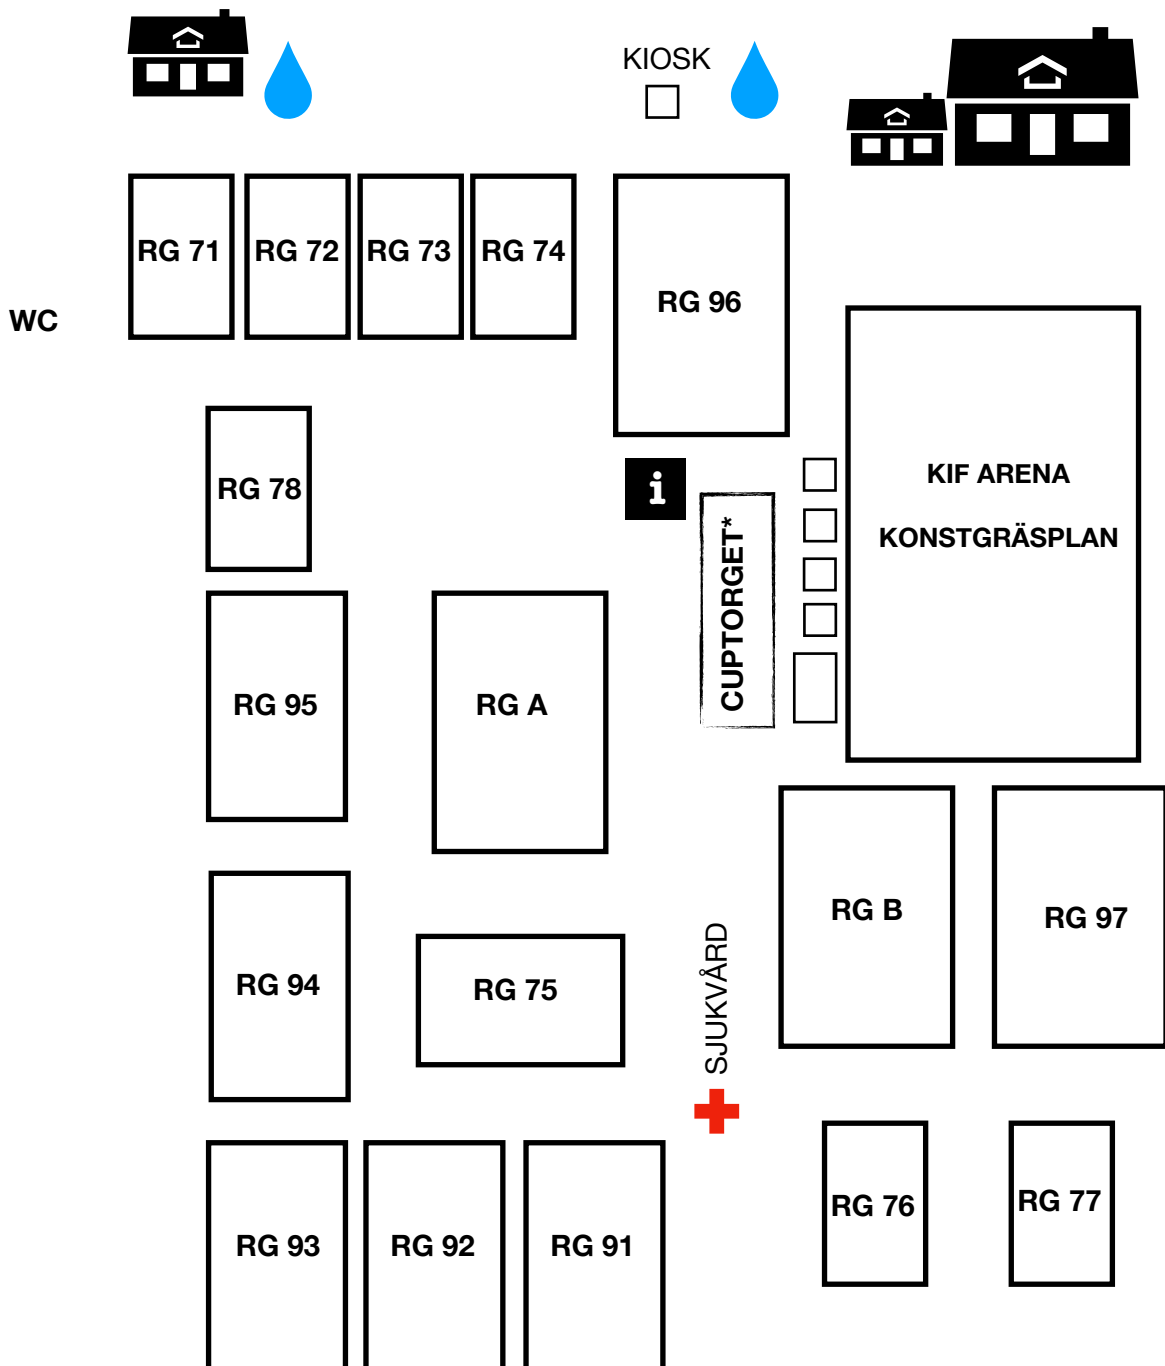 KIOSK
RG 71
RG 72
RG 73
RG 74
RG 96
WC
KIF ARENA
KONSTGRÄSPLAN
RG 78
i
CUPTORGET*
RG 95
RG A
RG B
RG 97
RG 94
RG 75
SJUKVÅRD
RG 76
RG 77
RG 93
RG 92
RG 91